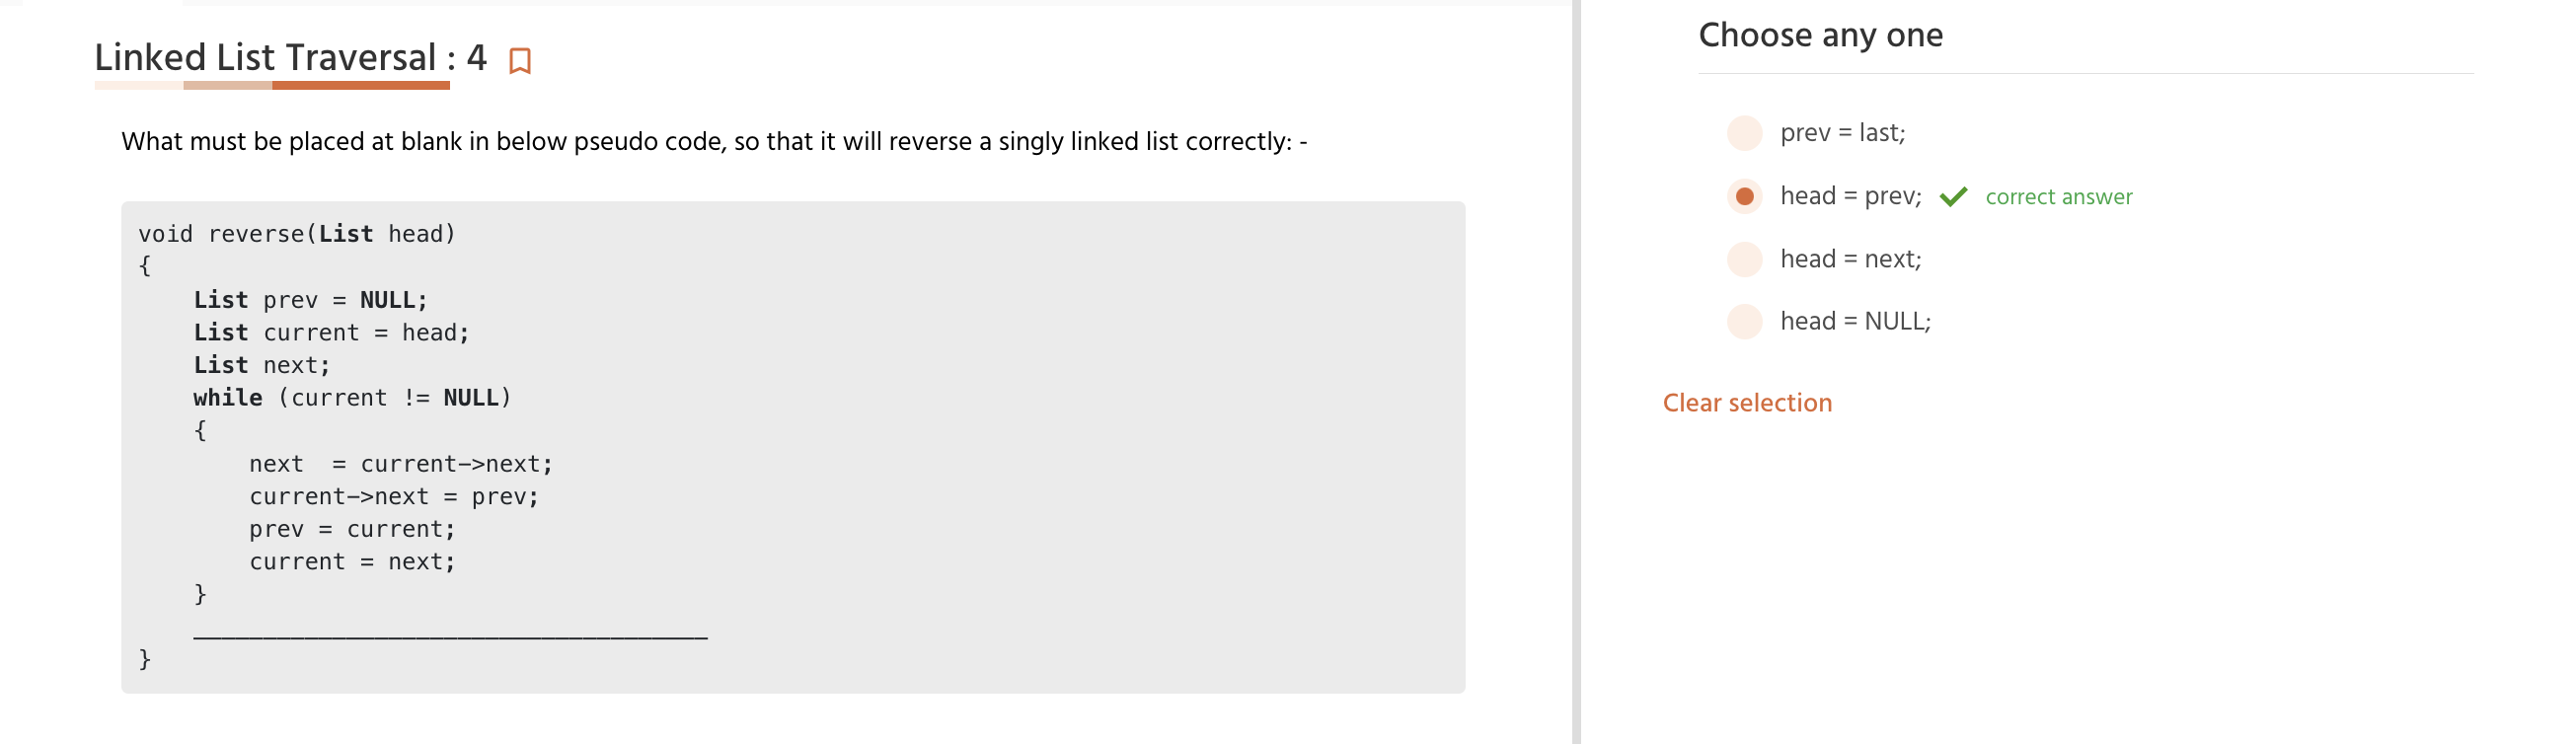 Linked List Traversal : 4
What must be placed at blank in below pseudo code, so that it will reverse a singly linked list correctly: -
void reverse(List head)
{
    List prev = NULL;
    List current = head;
    List next;
    while (current != NULL)
    {
        next  = current->next;
        current->next = prev;
        prev = current;
        current = next;
    }
    _____________________________________
}
Choose any one
prev = last;
head = prev; correct answer
head = next;
head = NULL;
Clear selection